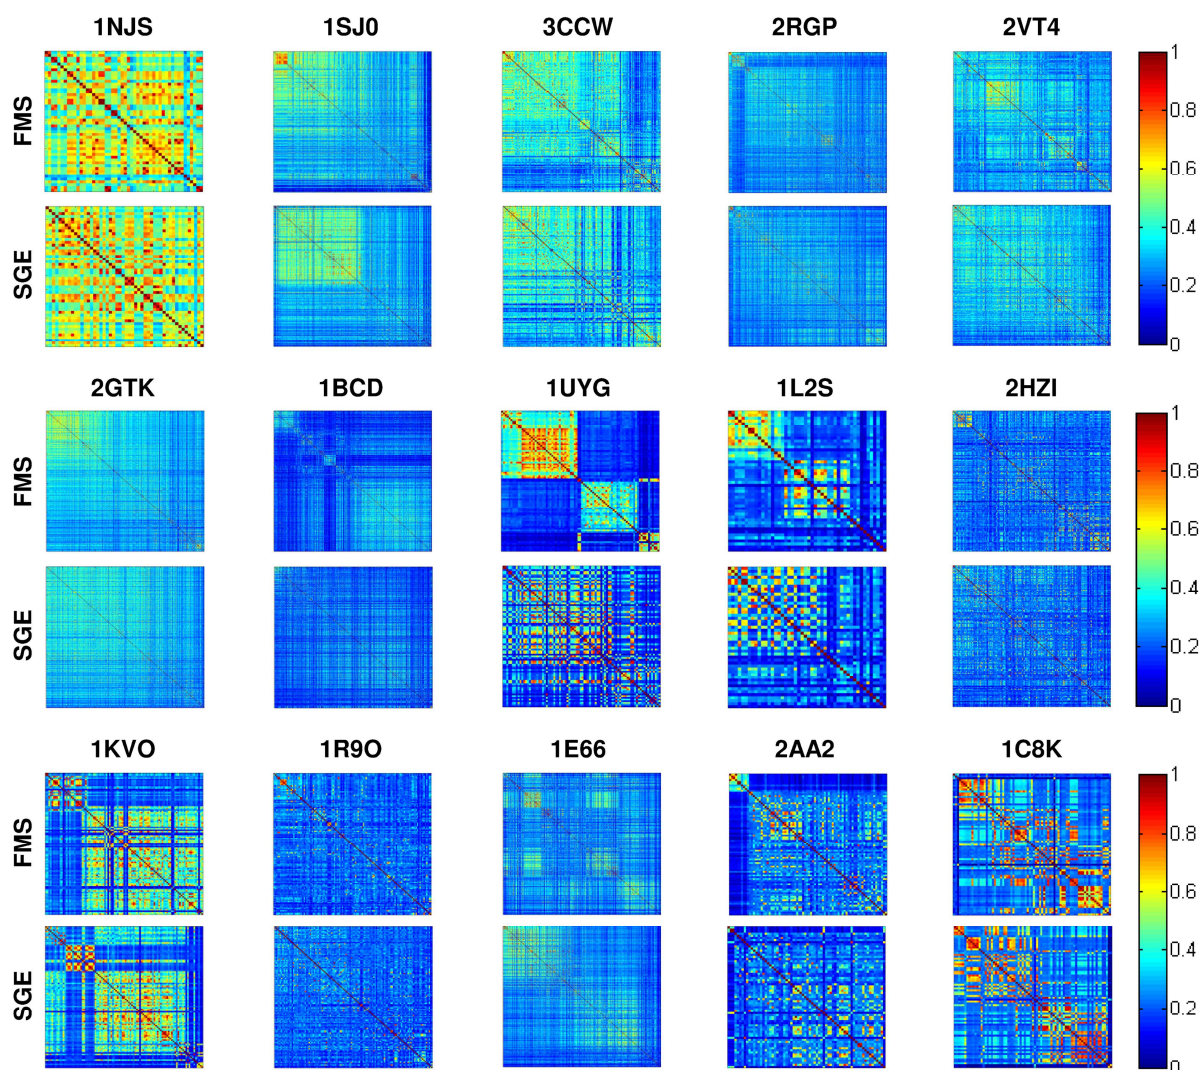 1NJS 1SJ0 3CCW 2RGP 2VT4
FMS
1
0.8
0.6
0.4
0.2
0
SGE
2GTK 1BCD 1UYG 1L2S 2HZI
FMS
1
0.8
0.6
0.4
0.2
0
SGE
1KVO 1R9O 1E66 2AA2 1C8K
FMS
1
0.8
0.6
0.4
0.2
0
SGE